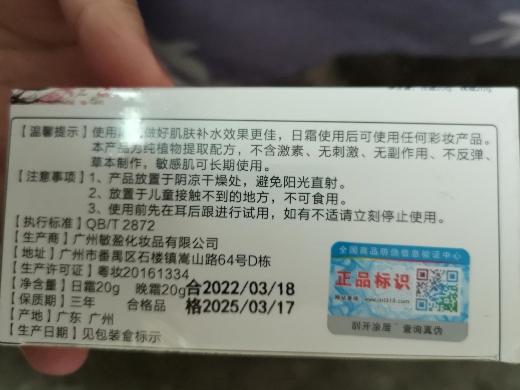 【温馨提示】使用前做好肌肤补水效果更佳，日霜使用后可使用任何彩妆产品。
本产品为纯植物提取配方，不含激素、无刺激、无副作用、不反弹、
草本制作，敏感肌可长期使用。
【注意事项】1、产品放置于阴凉干燥处，避免阳光直射。
2、放置于儿童接触不到的地方，不可食用。
3、使用前先在耳后跟进行试用，如有不适请立刻停止使用。
【执行标准】QB/T 2872
【生产商】广州敏盈化妆品有限公司
【地址】广州市番禺区石楼镇嵩山路64号D栋
【生产许可证】粤妆20161334
【净含量】日霜20g 晚霜20g 合2022/03/18
【保质期】三年 合格品 格2025/03/17
【产地】广东 广州
【生产日期】见包装盒标示
全国商品防伪信息验证中心
正品标识
刮开涂层 查询真伪